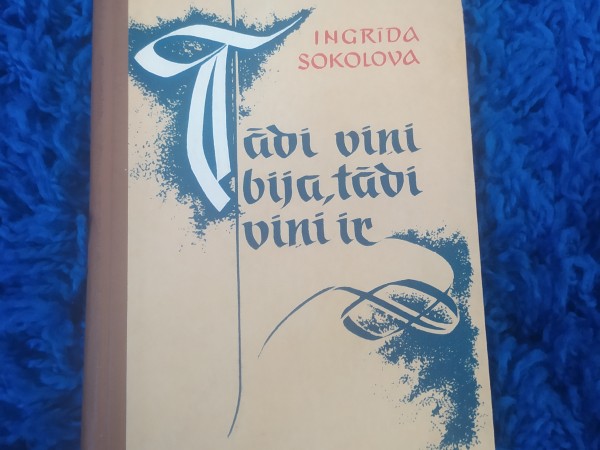 INGRĪDA
SOKOLOVA
Tādi viņi
bija, tādi
viņi ir